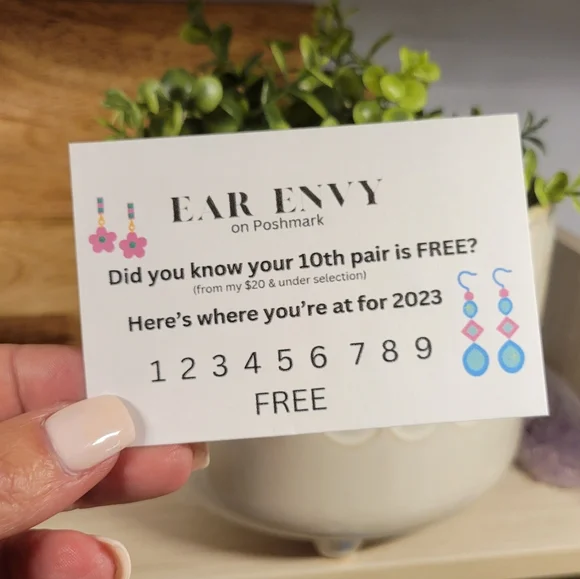 EAR ENVY
on Poshmark
Did you know your 10th pair is FREE?
(from my $20 & under selection)
Here's where you're at for 2023
1 2 3 4 5 6 7 8 9
FREE